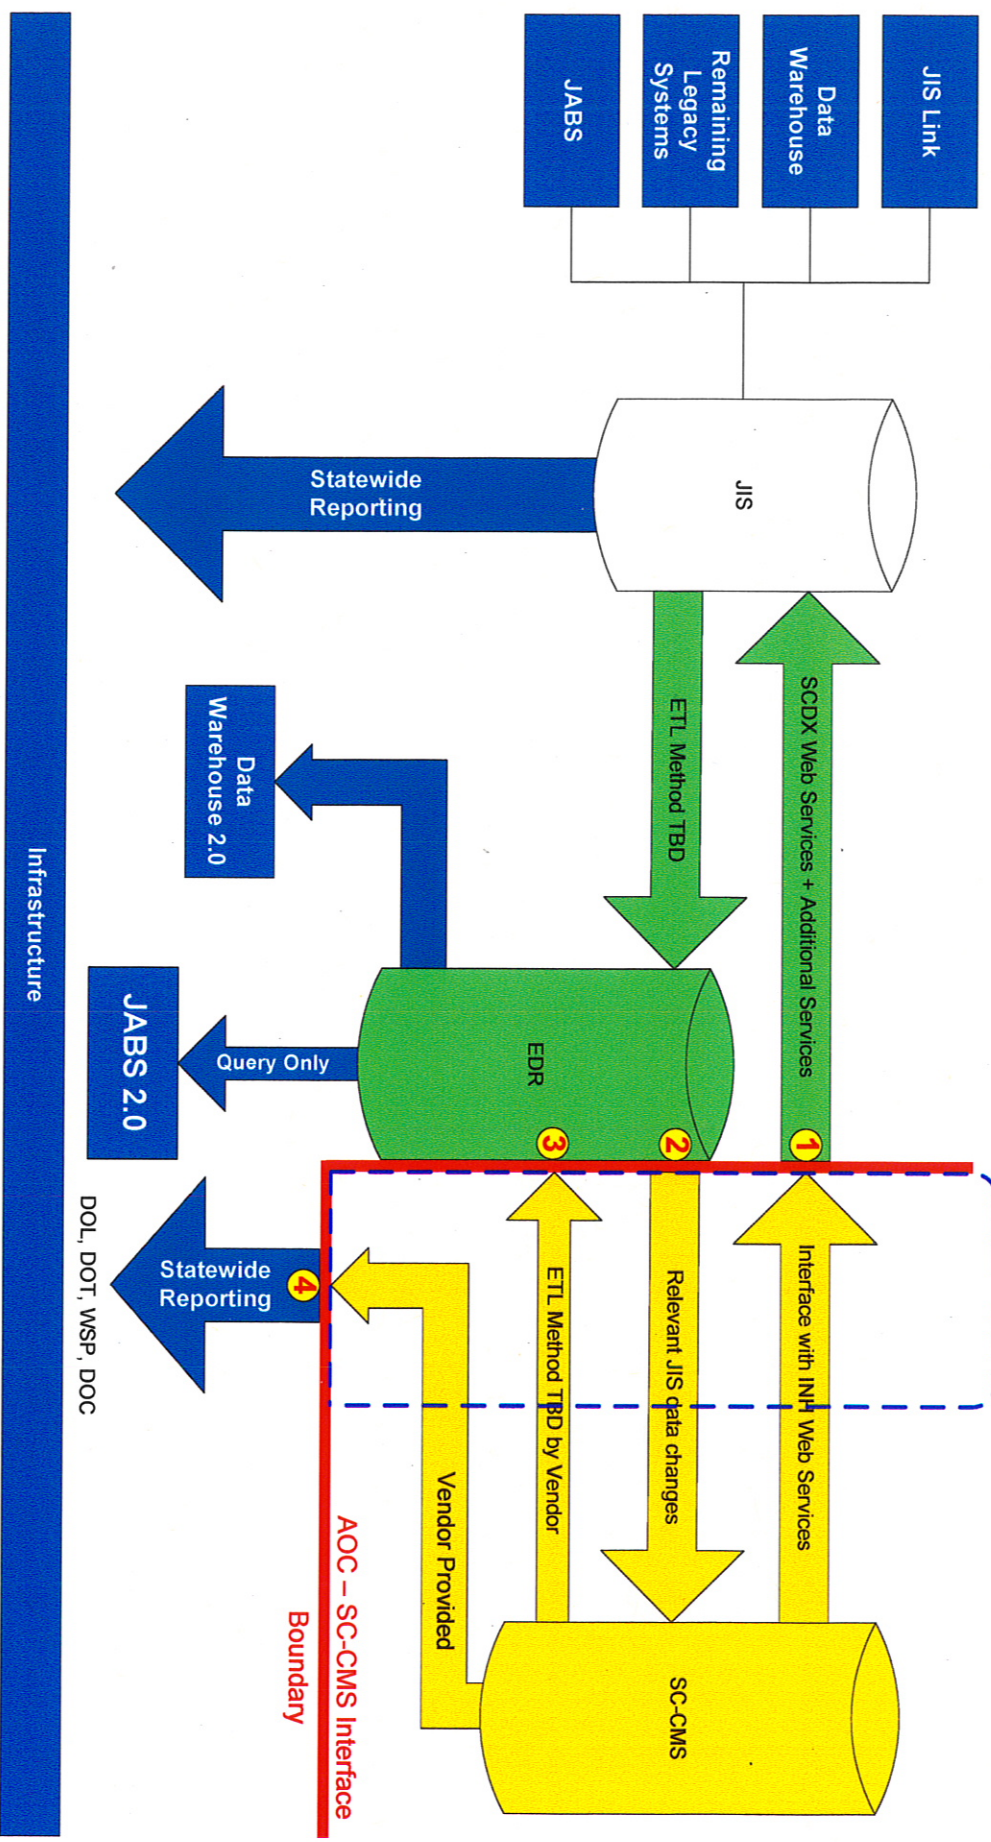 JIS Link
Data
Warehouse
Remaining
Legacy
Systems
JABS
JIS
Statewide
Reporting
SCDX Web Services + Additional Services
ETL Method TBD
EDR
Data
Warehouse 2.0
Query Only
JABS 2.0
1
2
3
4
Interface with INH Web Services
Relevant JIS data changes
ETL Method TBD by Vendor
Vendor Provided
SC-CMS
Statewide
Reporting
DOL, DOT, WSP, DOC
AOC – SC-CMS Interface
Boundary
Infrastructure